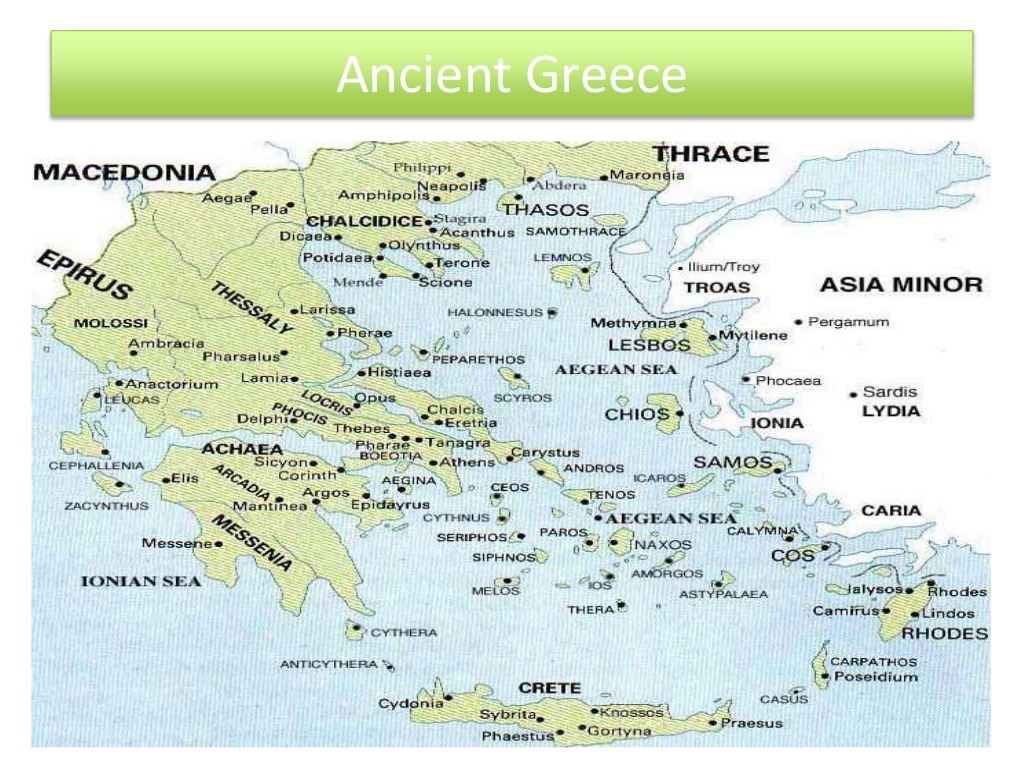 Ancient Greece
THRACE
MACEDONIA
Philippi
Maroneia
Neapolis
Abdera
Amphipolis
Aegae
Pella
THASOS
CHALCIDICE
Stagira
Acanthus
SAMOTHRACE
Dicaea
Olynthus
Potidaea
Terone
LEMNOS
Ilium/Troy
EPIRUS
Mende
Scione
TROAS
ASIA MINOR
THESSALY
Larissa
HALONNESUS
MOLOSSI
Methymna
Pergamum
Pherae
Mytilene
Ambracia
LESBOS
Pharsalus
PEPARETHOS
AEGEAN SEA
Lamia
Histiaea
Anactorium
Phocaea
LEUCAS
LOCRIS
Opus
SCYROS
Sardis
PHOCIS
Chalcis
CHIOS
LYDIA
Delphi
Thebes
Eretria
IONIA
ACHAEA
Pharae
Tanagra
BOEOTIA
Carystus
CEPHALLENIA
Sicyon
Athens
SAMOS
Corinth
ANDROS
Elis
ARCADIA
AEGINA
CEOS
ICAROS
Argos
TENOS
ZACYNTHUS
Mantinea
Epidayrus
CARIA
CYTHNUS
AEGEAN SEA
MESSENIA
SERIPHOS
PAROS
CALYMNA
Messene
NAXOS
SIPHNOS
COS
IONIAN SEA
AMORGOS
MELOS
IOS
ASTYPALAEA
Ialysos
Rhodes
THERA
Camirus
Lindos
CYTHERA
RHODES
ANTICYTHERA
CARPATHOS
Poseidium
CRETE
CASUS
Cydonia
Sybrita
Knossos
Praesus
Phaestus
Gortyna